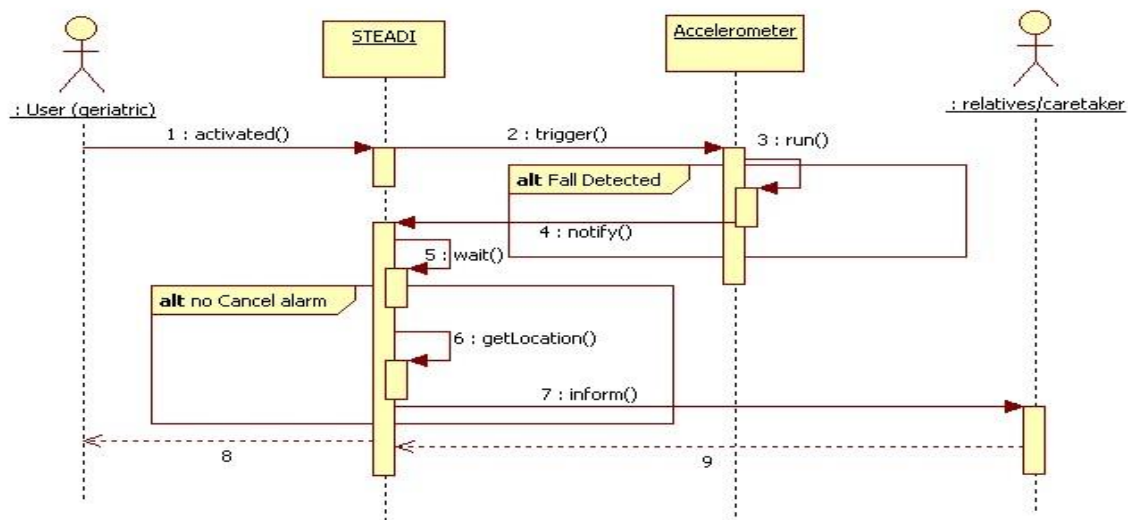 STEADI
Accelerometer
: User (geriatric)
: relatives/caretaker
1 : activated()
2 : trigger()
3 : run()
alt Fall Detected
4 : notify()
5 : wait()
alt no Cancel alarm
6 : getLocation()
7 : inform()
8
9